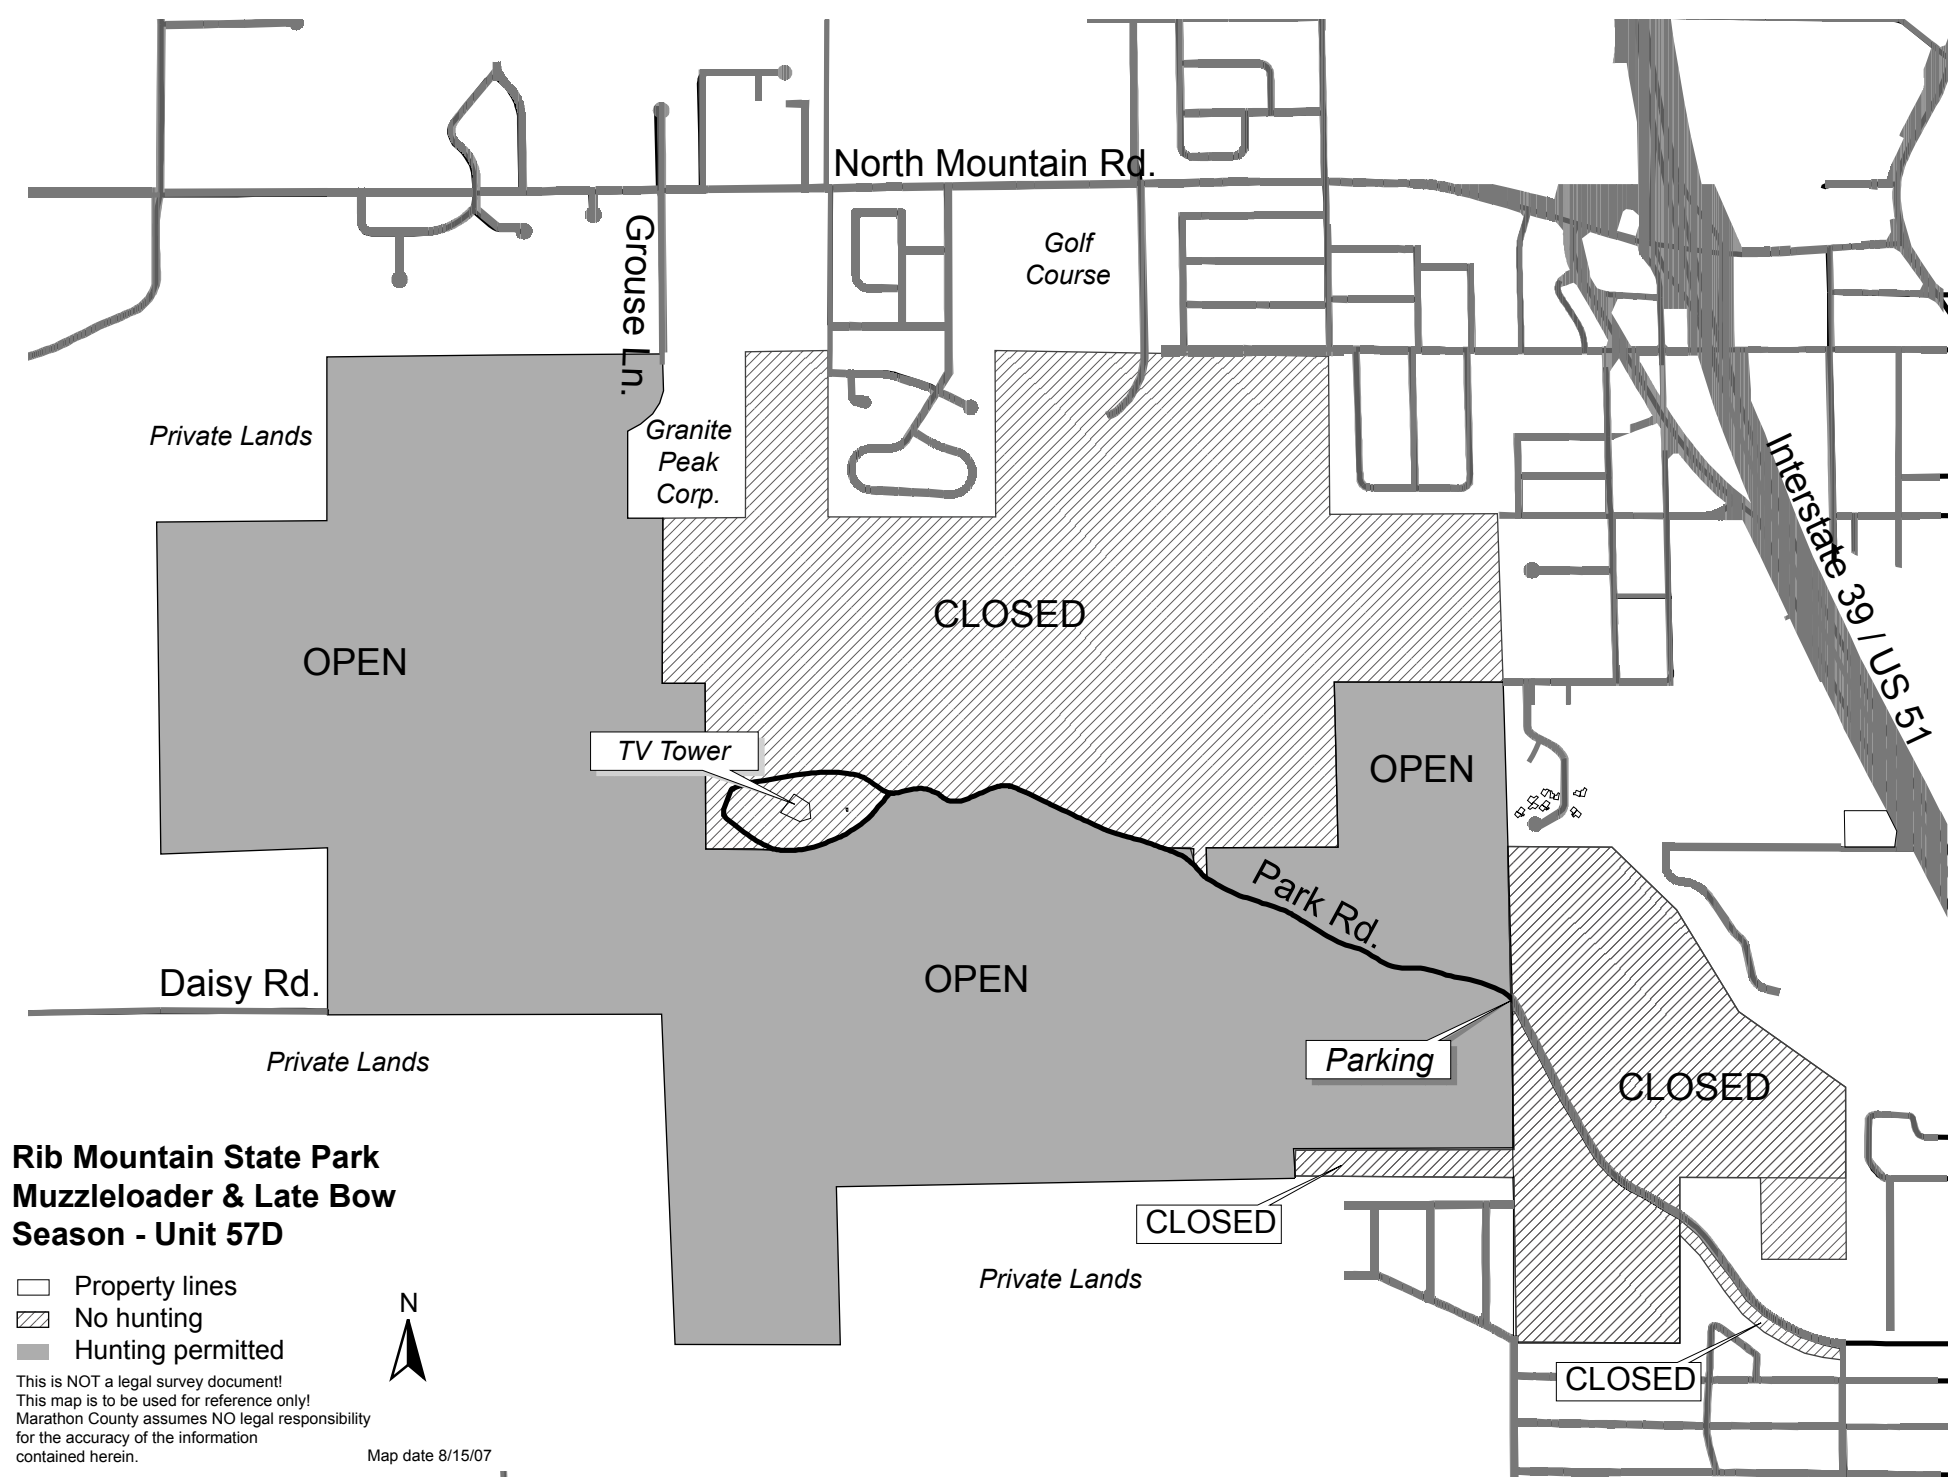 North Mountain Rd.
Grouse Ln.
Golf
Course
Private Lands
Granite
Peak
Corp.
Interstate 39 / US 51
CLOSED
OPEN
TV Tower
OPEN
Park Rd.
OPEN
Daisy Rd.
Parking
Private Lands
CLOSED
CLOSED
Private Lands
CLOSED
Rib Mountain State Park
Muzzleloader & Late Bow
Season - Unit 57D
Property lines
No hunting
Hunting permitted
N
This is NOT a legal survey document!
This map is to be used for reference only!
Marathon County assumes NO legal responsibility
for the accuracy of the information
contained herein.
Map date 8/15/07